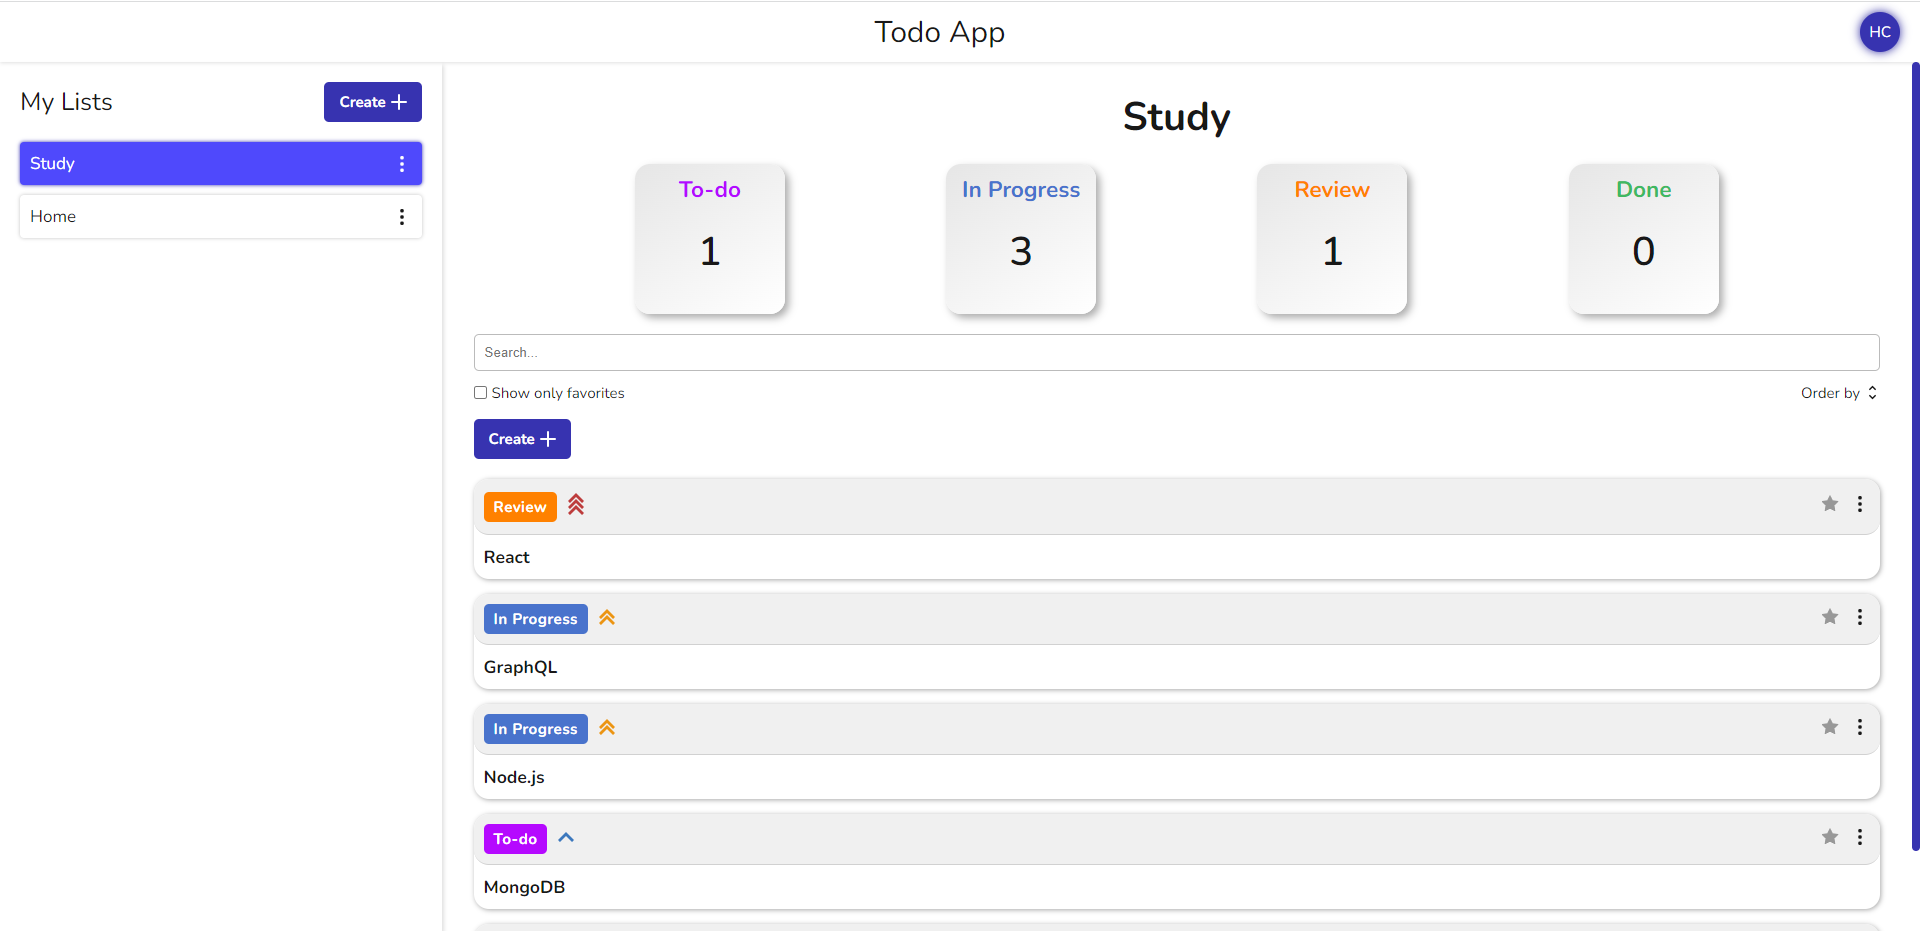 Todo App
HC
My Lists
Create
Study
Home
Study
To-do
1
In Progress
3
Review
1
Done
0
Search...
Show only favorites
Order by
Create
Review
React
In Progress
GraphQL
In Progress
Node.js
To-do
MongoDB